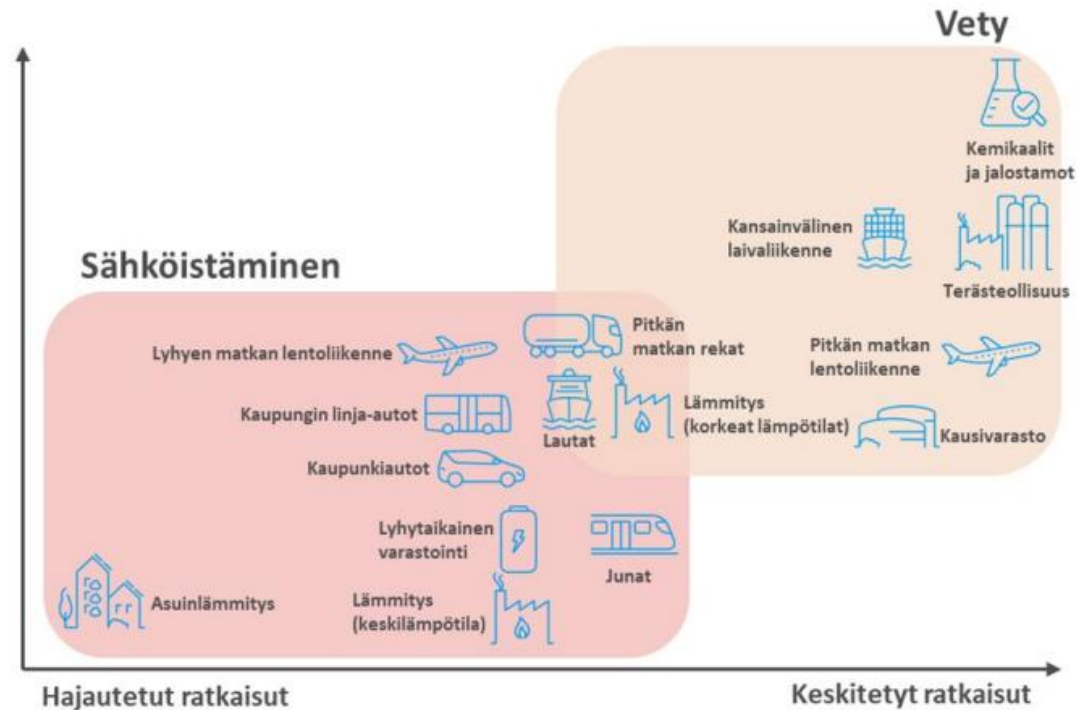 Vety
Kemikaalit
ja jalostamot
Kansainvälinen
laivaliikenne
Terästeollisuus
Sähköistäminen
Pitkän
matkan rekat
Lyhyen matkan lentoliikenne
Pitkän matkan
lentoliikenne
Kaupungin linja-autot
Lautat
Lämmitys
(korkeat lämpötilat)
Kausivarasto
Kaupunkiautot
Lyhytaikainen
varastointi
Junat
Asuinlämmitys
Lämmitys
(keskilämpötila)
Hajautetut ratkaisut
Keskitetyt ratkaisut